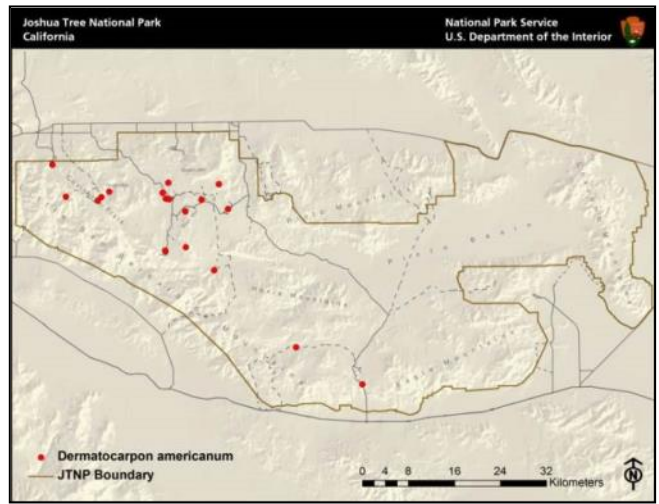 Joshua Tree National Park
California
National Park Service
U.S. Department of the Interior
Dermatocarpon americanum
JTNP Boundary
0 4 8 16 24 32
Kilometers
N